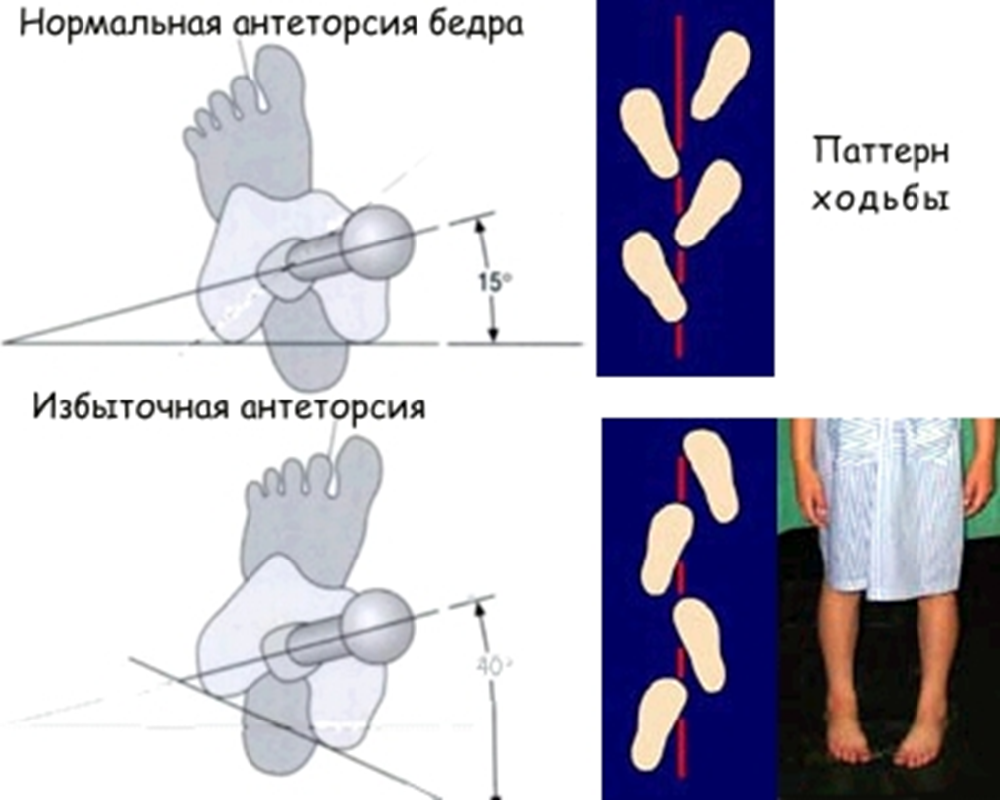 Нормальная антеторсия бедра
15°
Паттерн
ходьбы
Избыточная антеторсия
40°